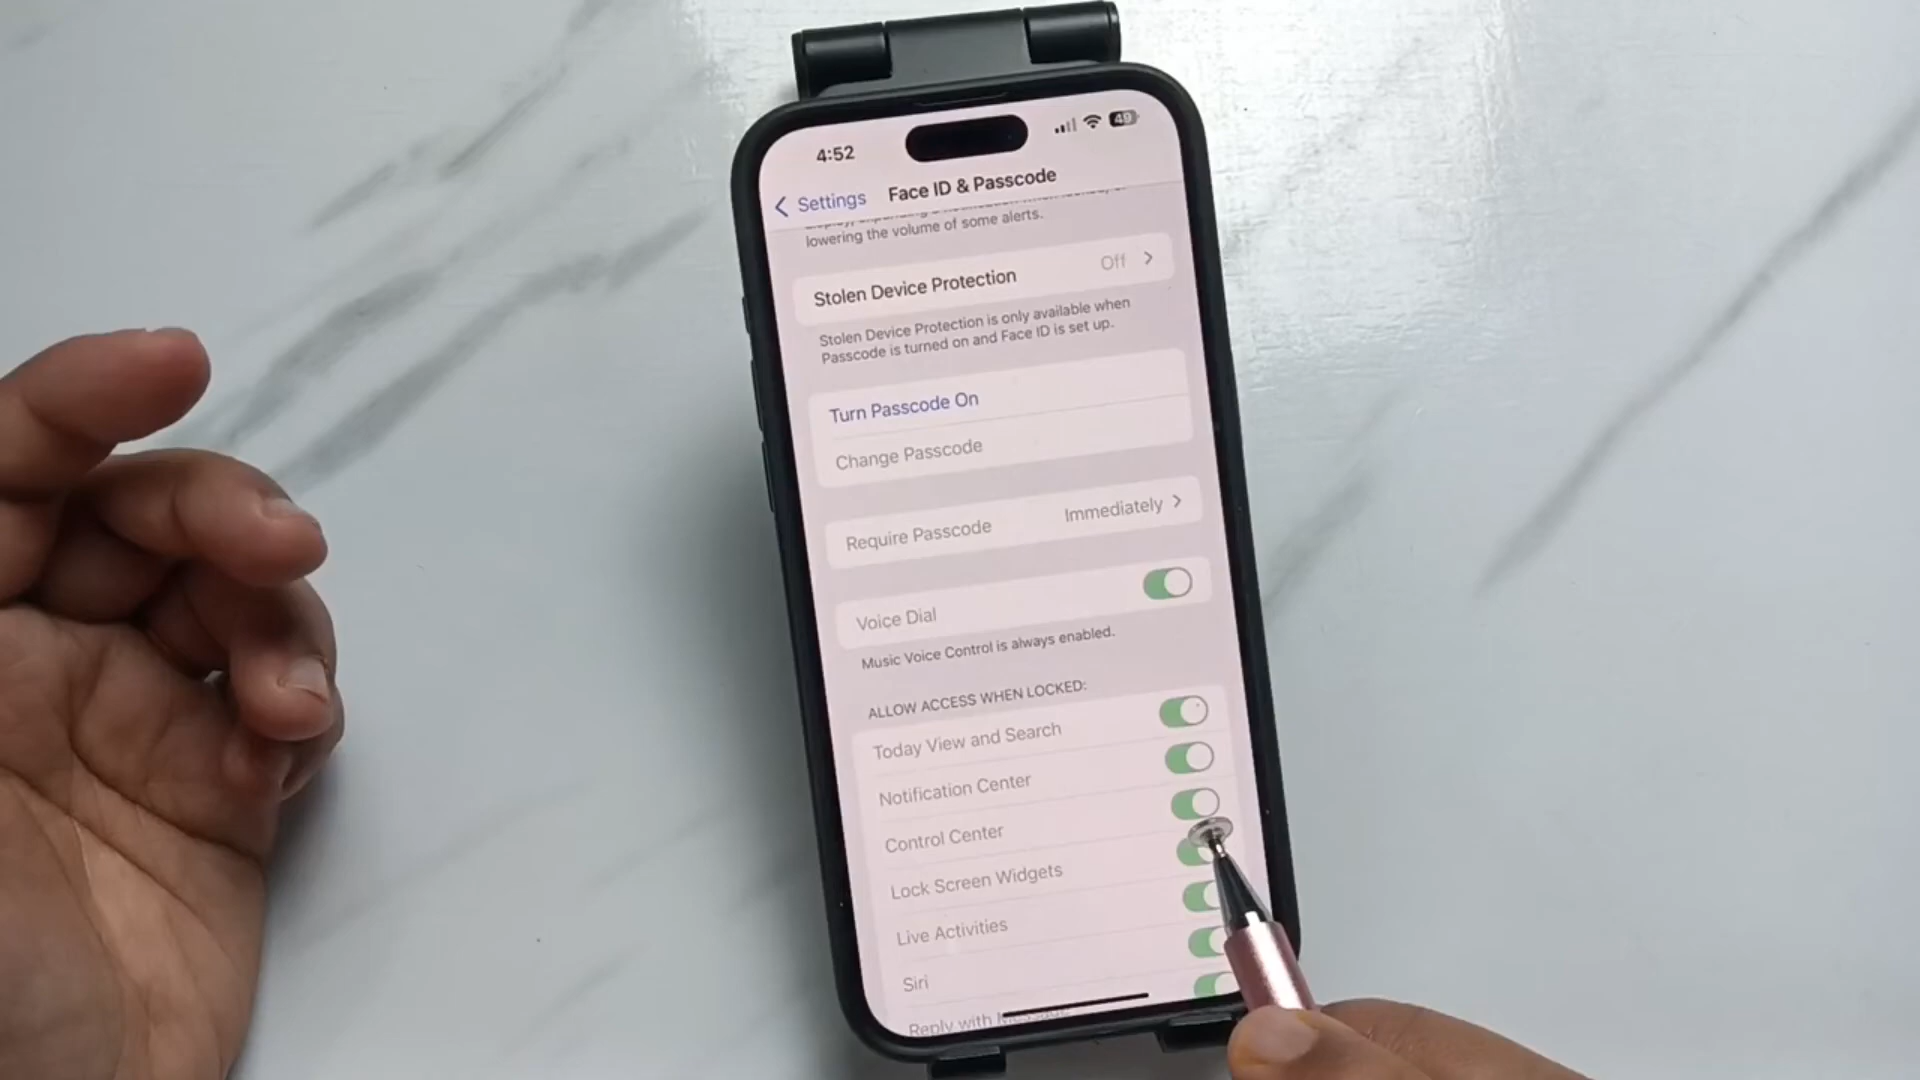 4:52
49
Settings
Face ID & Passcode
lowering the volume of some alerts.
Stolen Device Protection
Off
Stolen Device Protection is only available when
Passcode is turned on and Face ID is set up.
Turn Passcode On
Change Passcode
Require Passcode
Immediately
Voice Dial
Music Voice Control is always enabled.
ALLOW ACCESS WHEN LOCKED:
Today View and Search
Notification Center
Control Center
Lock Screen Widgets
Live Activities
Siri
Reply with